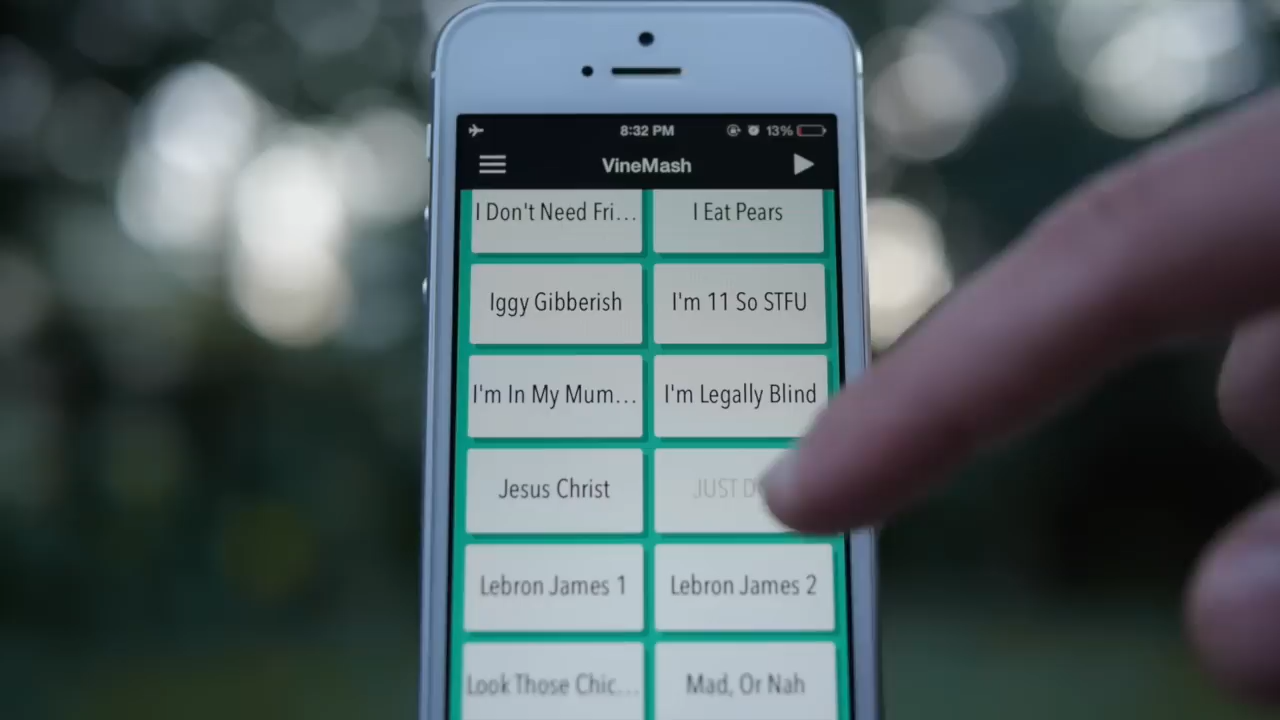 8:32 PM 13%
VineMash
I Don't Need Fri... I Eat Pears
Iggy Gibberish I'm 11 So STFU
I'm In My Mum... I'm Legally Blind
Jesus Christ JUST
Lebron James 1 Lebron James 2
Look Those Chic... Mad, Or Nah